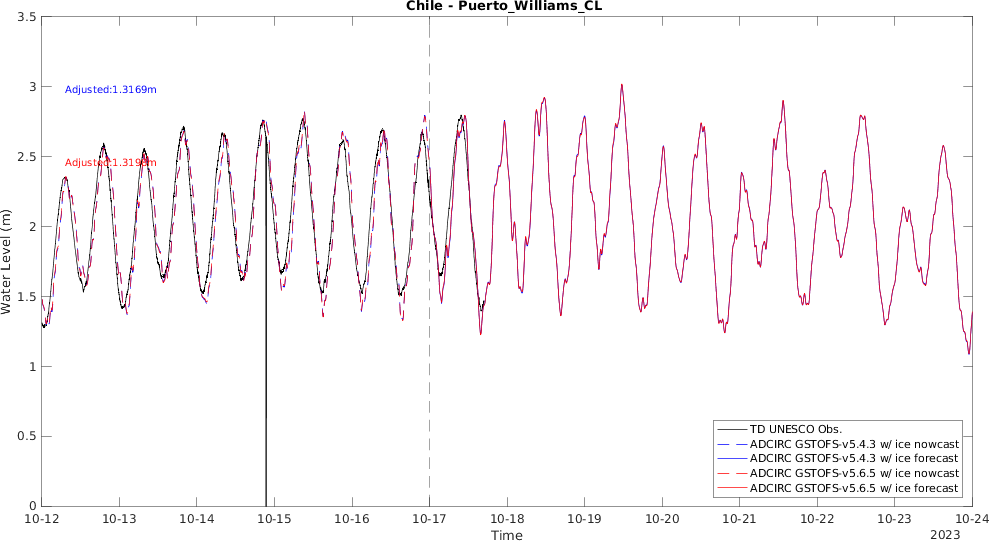 Chile - Puerto_Williams_CL
3.5
3
2.5
2
1.5
1
0.5
0
Water Level (m)
Adjusted:1.3169m
Adjusted:1.3198m
TD UNESCO Obs.
ADCIRC GSTOFS-v5.4.3 w/ ice nowcast
ADCIRC GSTOFS-v5.4.3 w/ ice forecast
ADCIRC GSTOFS-v5.6.5 w/ ice nowcast
ADCIRC GSTOFS-v5.6.5 w/ ice forecast
10-12 10-13 10-14 10-15 10-16 10-17 10-18 10-19 10-20 10-21 10-22 10-23 10-24
Time
2023